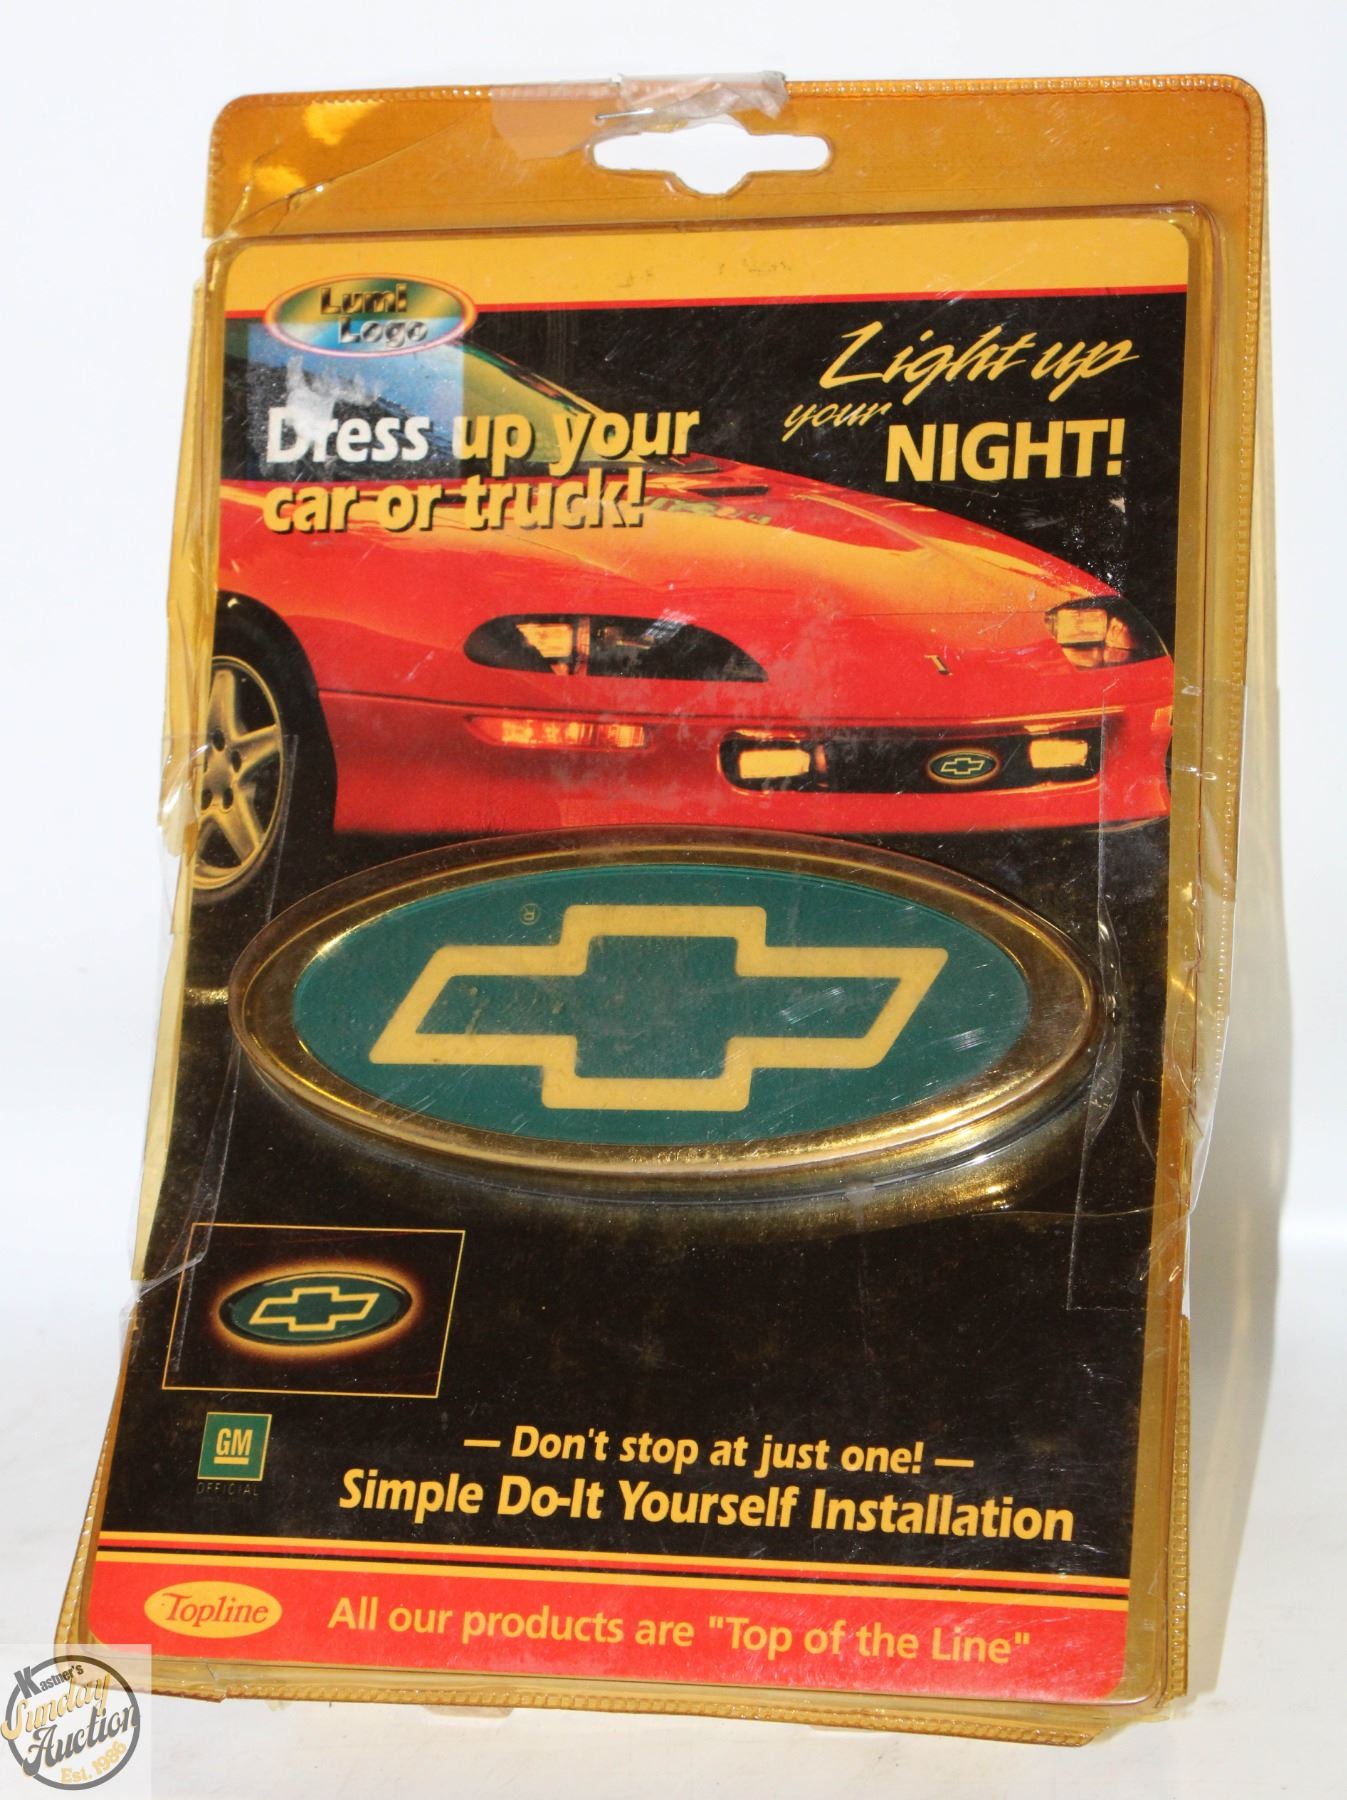 Lumi
Logo
Light up
your
NIGHT!
Dress up your
car or truck!
®
GM
OFFICIAL
— Don't stop at just one! —
Simple Do-It Yourself Installation
Topline
All our products are "Top of the Line"
Kastner's
Sunday
Auction
Est. 1986